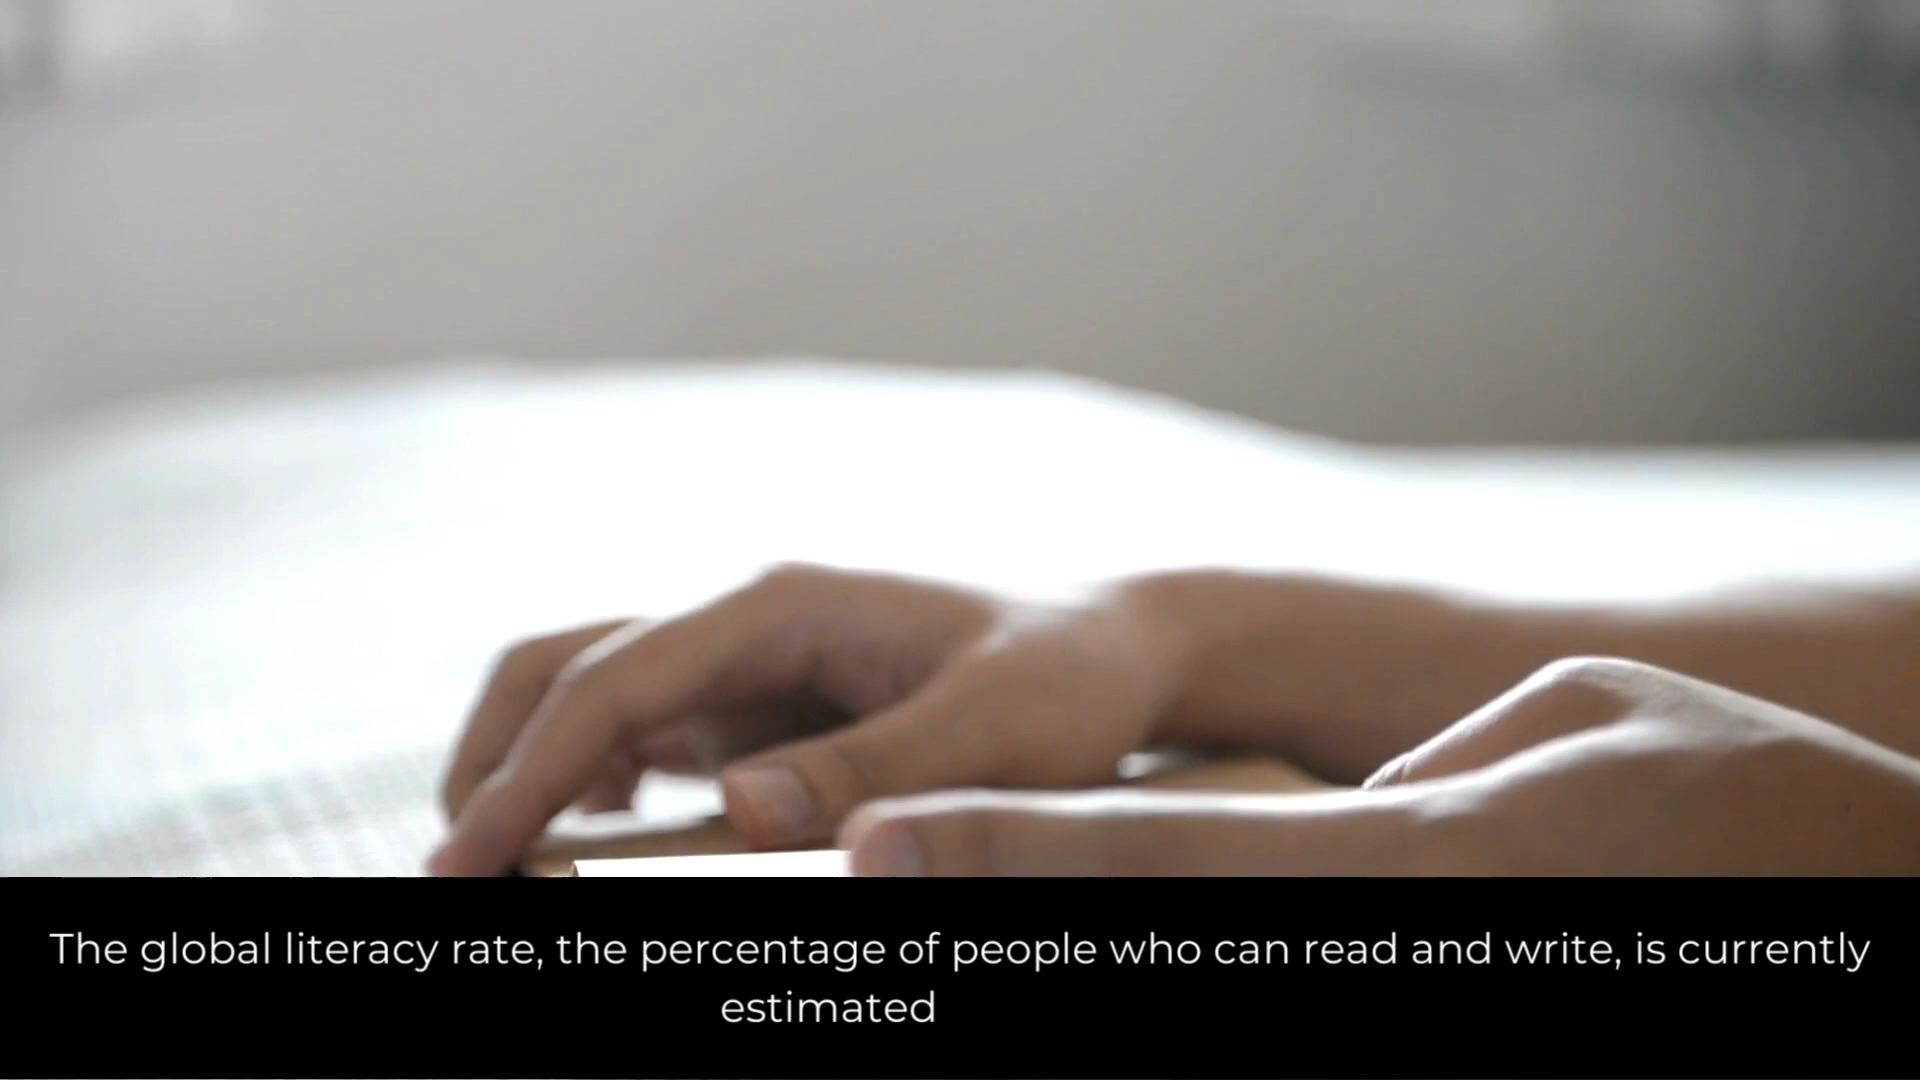 The global literacy rate, the percentage of people who can read and write, is currently
estimated